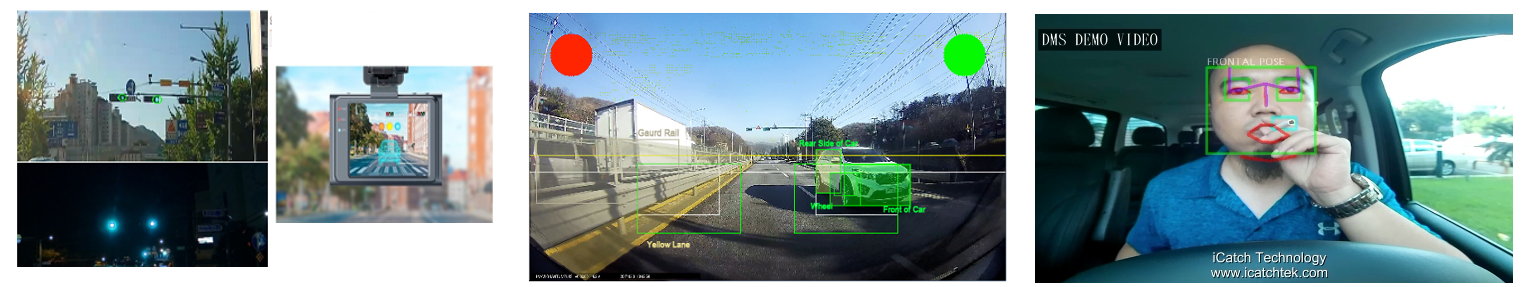 Gaurd Rail
Rear Side of Car
Wheel
Front of Car
Yellow Lane
DMS DEMO VIDEO
FRONTAL POSE
iCatch Technology
www.icatchtek.com